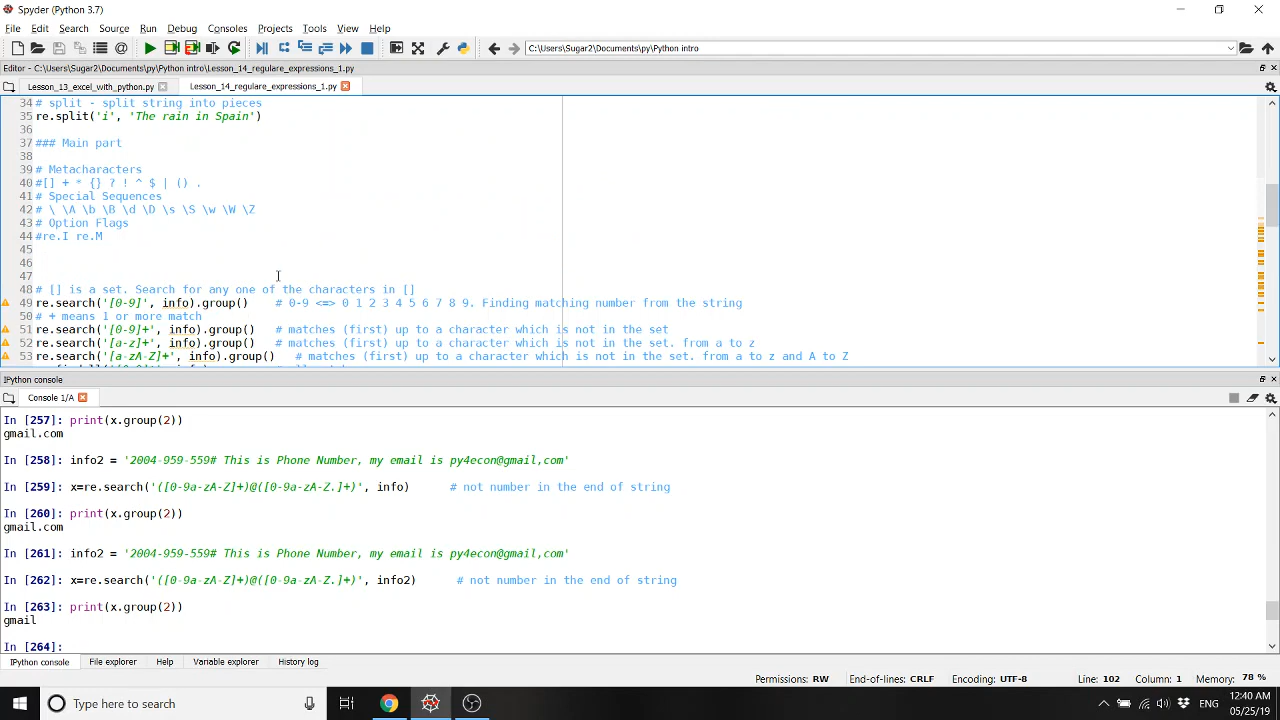 Spyder (Python 3.7)
File Edit Search Source Run Debug Consoles Projects Tools View Help
C:\Users\Sugar2\Documents\py\Python intro
Editor - C:\Users\Sugar2\Documents\py\Python intro\Lesson_14_regulare_expressions_1.py
Lesson_13_excel_with_python.py Lesson_14_regulare_expressions_1.py
34 # split - split string into pieces
35 re.split('i', 'The rain in Spain')
36
37 ### Main part
38
39 # Metacharacters
40 #[] + * {} ? ! ^ $ | () .
41 # Special Sequences
42 # \ \A \b \B \d \D \s \S \w \W \Z
43 # Option Flags
44 #re.I re.M
45
46
47
48 # [] is a set. Search for any one of the characters in []
49 re.search('[0-9]', info).group() # 0-9 <=> 0 1 2 3 4 5 6 7 8 9. Finding matching number from the string
50 # + means 1 or more match
51 re.search('[0-9]+', info).group() # matches (first) up to a character which is not in the set
52 re.search('[a-z]+', info).group() # matches (first) up to a character which is not in the set. from a to z
53 re.search('[a-zA-Z]+', info).group() # matches (first) up to a character which is not in the set. from a to z and A to Z
IPython console
Console 1/A
In [257]: print(x.group(2))
gmail.com
In [258]: info2 = '2004-959-559# This is Phone Number, my email is py4econ@gmail,com'
In [259]: x=re.search('([0-9a-zA-Z]+)@([0-9a-zA-Z.]+)', info) # not number in the end of string
In [260]: print(x.group(2))
gmail.com
In [261]: info2 = '2004-959-559# This is Phone Number, my email is py4econ@gmail,com'
In [262]: x=re.search('([0-9a-zA-Z]+)@([0-9a-zA-Z.]+)', info2) # not number in the end of string
In [263]: print(x.group(2))
gmail
In [264]:
IPython console File explorer Help Variable explorer History log
Permissions: RW End-of-lines: CRLF Encoding: UTF-8 Line: 102 Column: 1 Memory: 78 %
Type here to search
ENG
12:40 AM
05/25/19